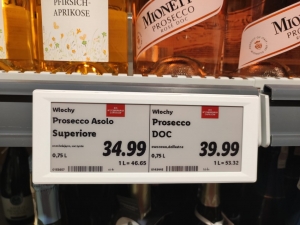 PFIRSICH-
APRIKOSE
MIONETTO
PROSECCO
MIONETTO
PROSECCO
Włochy
Prosecco Asolo
Superiore
0,75 L
34.99
1 L = 46.65
Włochy
Prosecco
DOC
0,75 L
39.99
1 L = 53.32